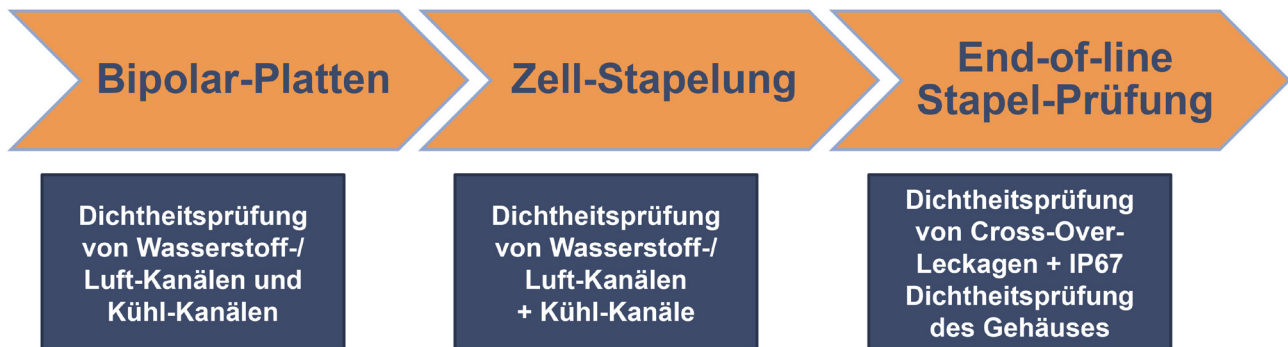 Bipolar-Platten
Zell-Stapelung
End-of-line
Stapel-Prüfung
Dichtheitsprüfung
von Wasserstoff-/
Luft-Kanälen und
Kühl-Kanälen
Dichtheitsprüfung
von Wasserstoff-/
Luft-Kanälen
+ Kühl-Kanäle
Dichtheitsprüfung
von Cross-Over-
Leckagen + IP67
Dichtheitsprüfung
des Gehäuses